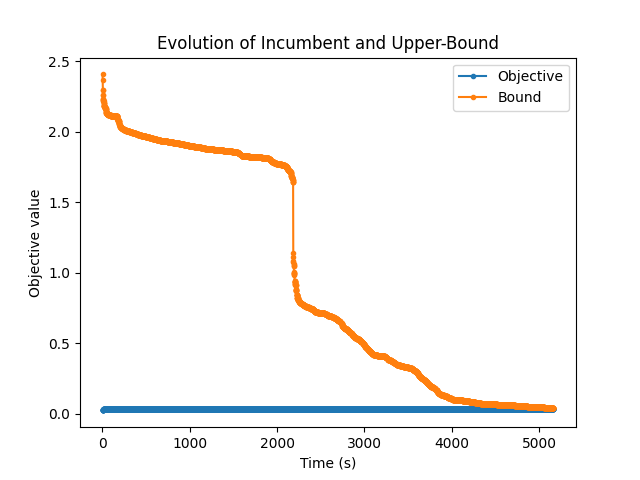 Evolution of Incumbent and Upper-Bound
Objective
Bound
Objective value
2.5
2.0
1.5
1.0
0.5
0.0
0 1000 2000 3000 4000 5000
Time (s)